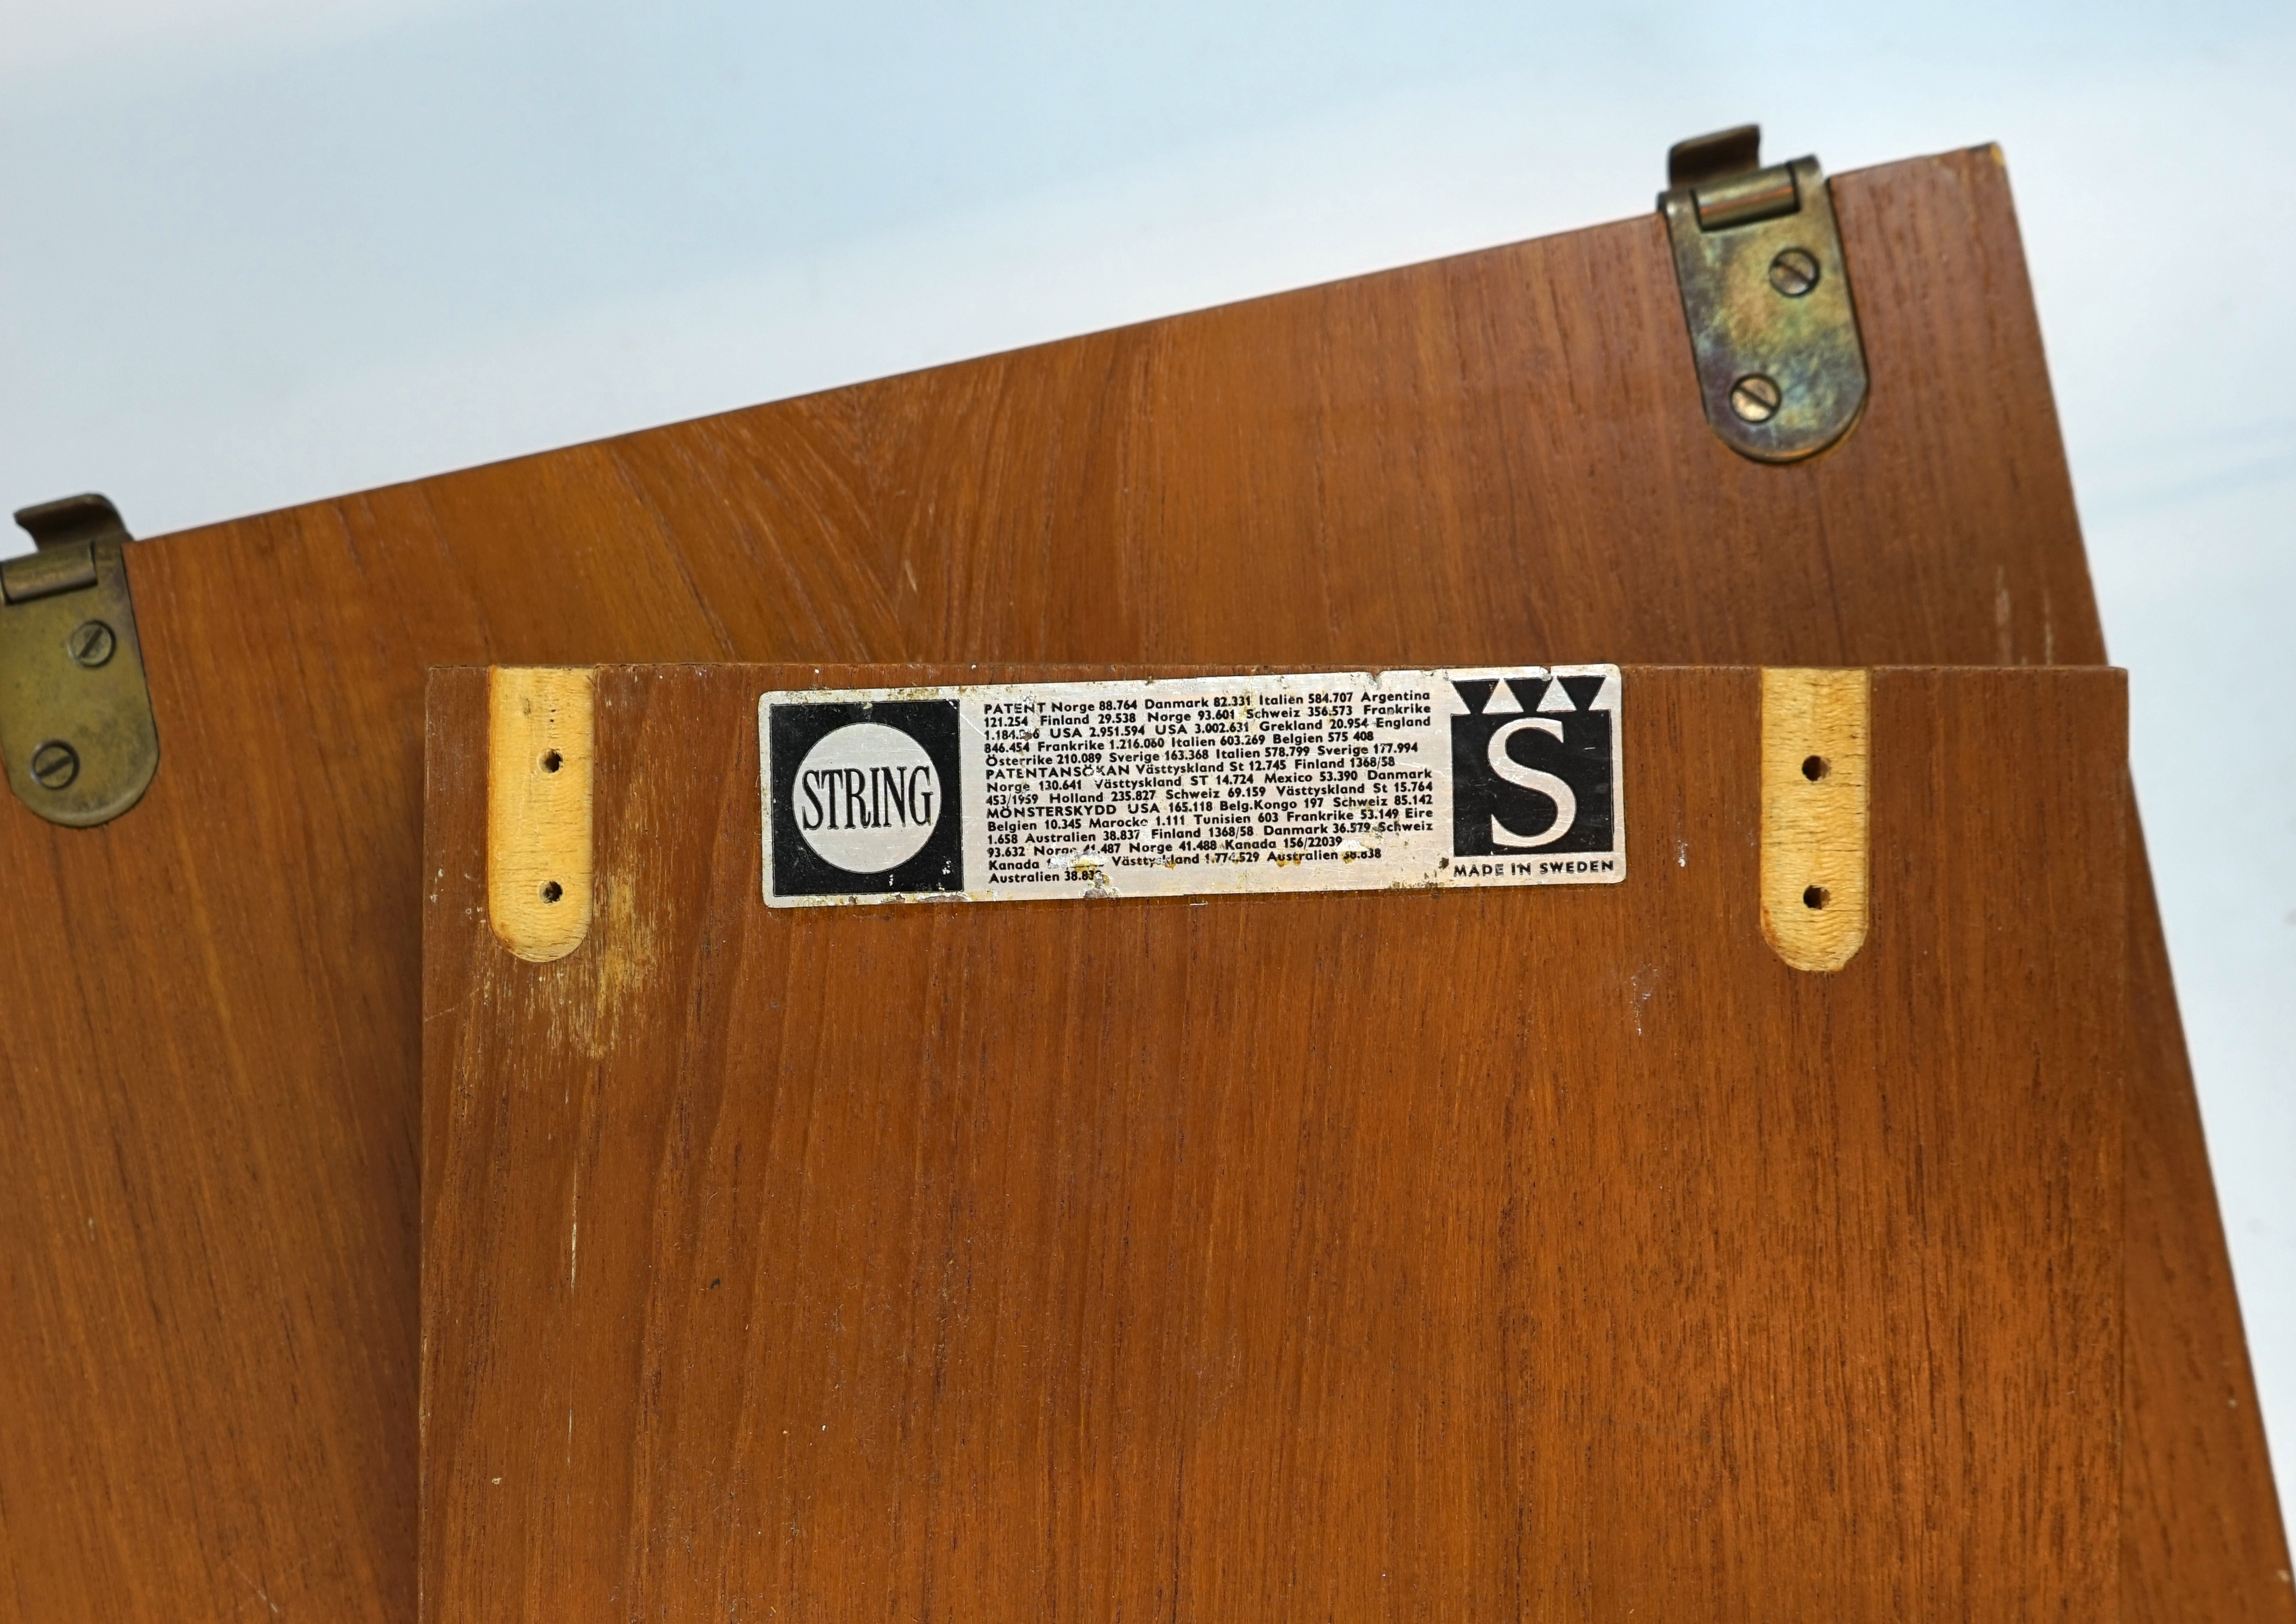 STRING
PATENT Norge 88.764 Danmark 82.331 Italien 584.707 Argentina
121.254 Finland 29.538 Norge 93.601 Schweiz 356.573 Frankrike
USA 2.951.594 USA 3.002.631 Grekland 20.954 England
846.454 Frankrike 1.216.060 Italien 603.269 Belgien 575 408
Österrike 210.089 Sverige 163.368 Italien 578.799 Sverige 177.994
PATENTANSÖKAN Västtyskland St 12.745 Finland 1368/58
Norge 130.641 Västtyskland ST 14.724 Mexico 53.390 Danmark
453/1959 Holland 235.827 Schweiz 69.159 Västtyskland St 15.764
MÖNSTERSKYDD USA 165.118 Belg.Kongo 197 Schweiz 85.142
Belgien 10.345 Marocko 1.111 Tunisien 603 Frankrike 53.149 Eire
1.658 Australien 38.837 Finland 1368/58 Danmark 36.579 Schweiz
93.632 Norge 41.487 Norge 41.488 Kanada 156/22039
Kanada Västtyskland 1.774.529 Australien 38.838
Australien
S
MADE IN SWEDEN